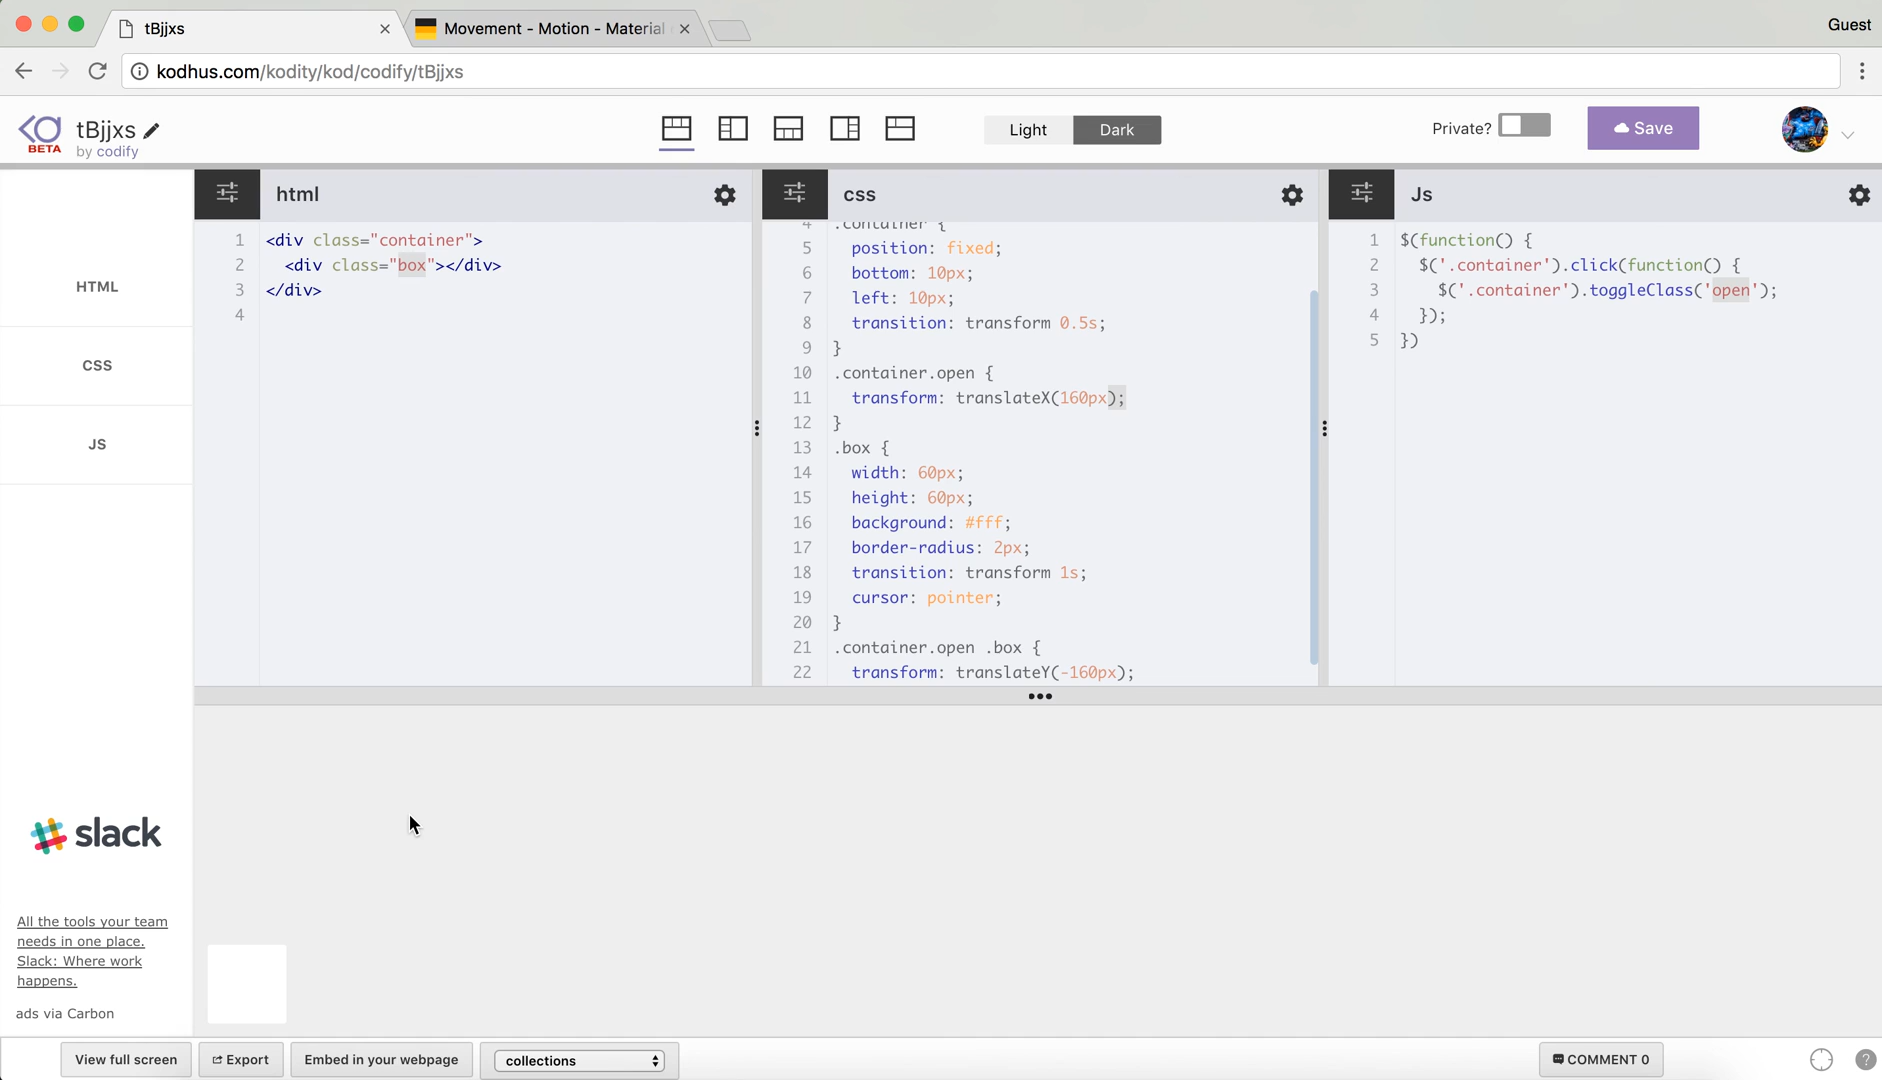 tBjjxs
Movement - Motion - Material
Guest
kodhus.com/kodity/kod/codify/tBjjxs
BETA
tBjjxs
by codify
Light
Dark
Private?
Save
HTML
CSS
JS
html
1 <div class="container">
2 <div class="box"></div>
3 </div>
4
css
4 .container {
5 position: fixed;
6 bottom: 10px;
7 left: 10px;
8 transition: transform 0.5s;
9 }
10 .container.open {
11 transform: translateX(160px);
12 }
13 .box {
14 width: 60px;
15 height: 60px;
16 background: #fff;
17 border-radius: 2px;
18 transition: transform 1s;
19 cursor: pointer;
20 }
21 .container.open .box {
22 transform: translateY(-160px);
Js
1 $(function() {
2 $('.container').click(function() {
3 $('.container').toggleClass('open');
4 });
5 })
slack
All the tools your team
needs in one place.
Slack: Where work
happens.
ads via Carbon
View full screen
Export
Embed in your webpage
collections
COMMENT 0
?